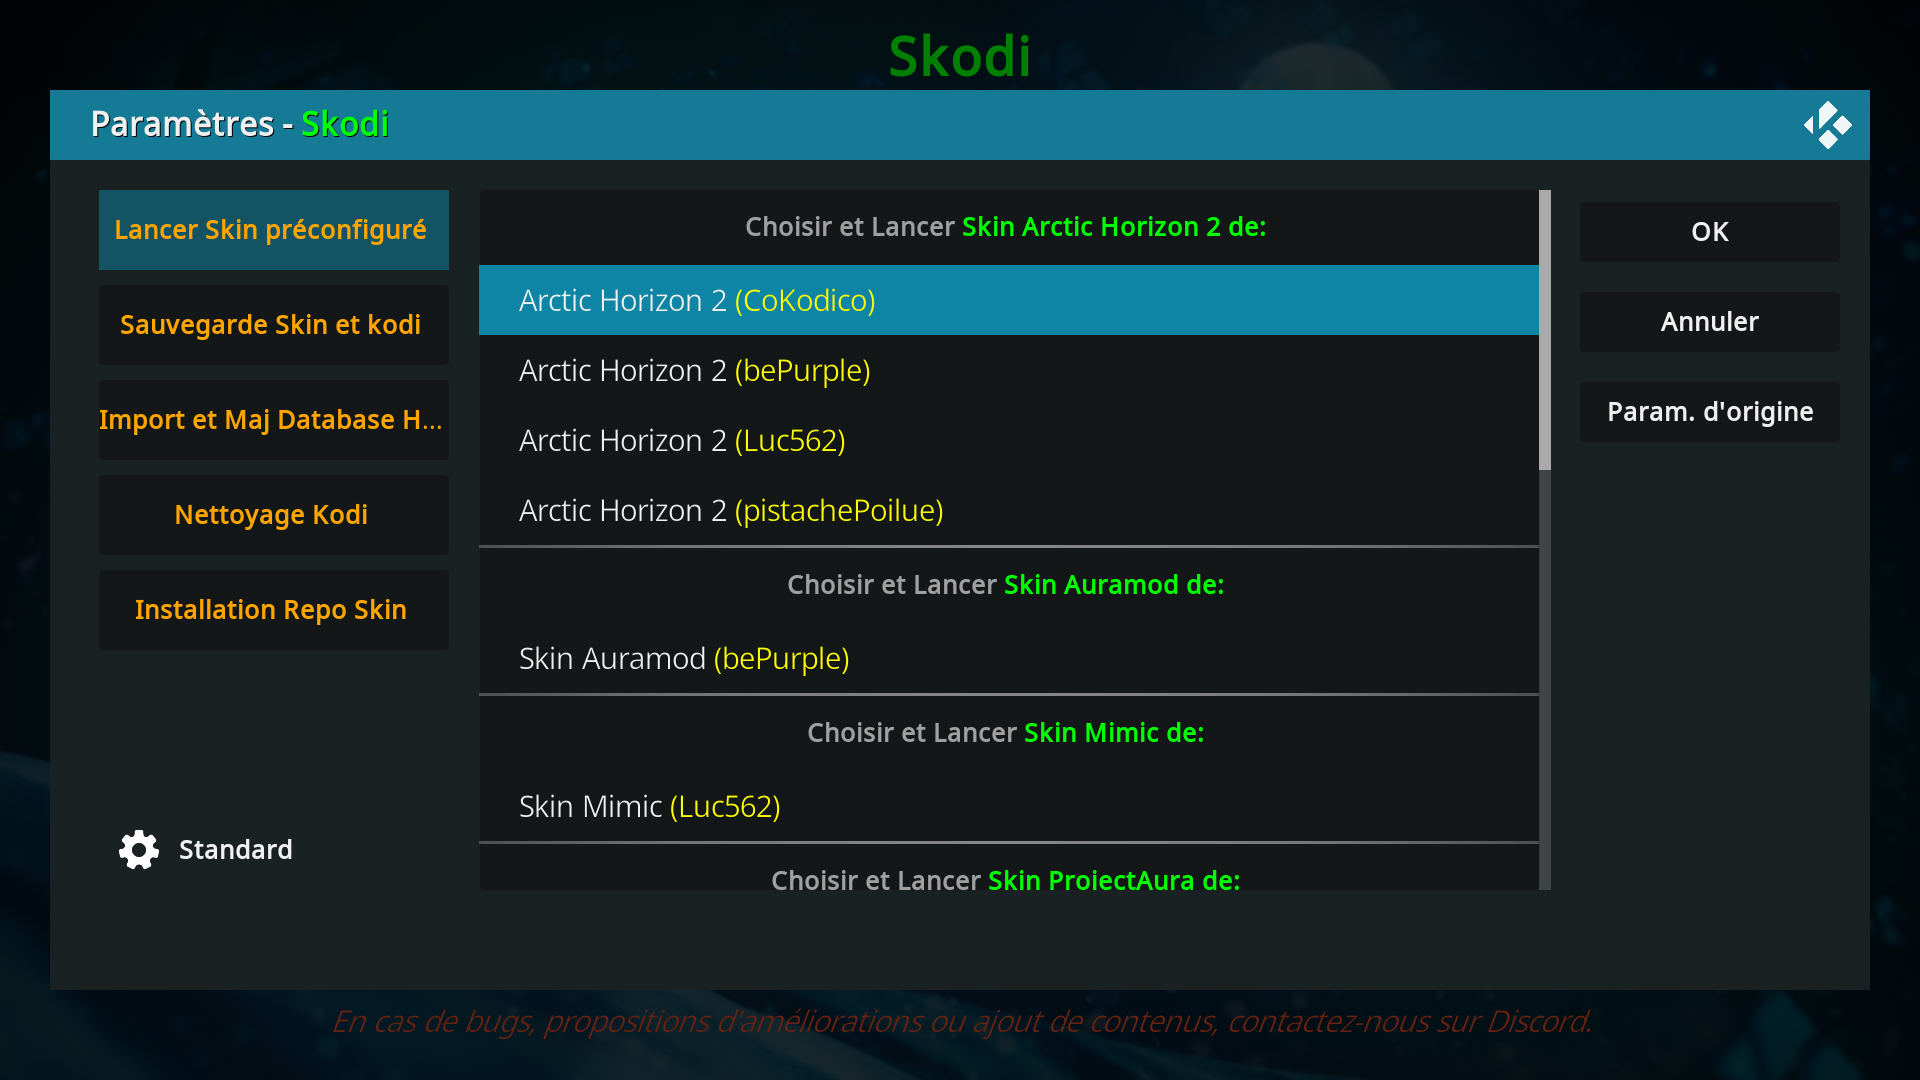 Skodi
Paramètres - Skodi
Lancer Skin préconfiguré
Sauvegarde Skin et kodi
Import et Maj Database H...
Nettoyage Kodi
Installation Repo Skin
Standard
Choisir et Lancer Skin Arctic Horizon 2 de:
Arctic Horizon 2 (CoKodico)
Arctic Horizon 2 (bePurple)
Arctic Horizon 2 (Luc562)
Arctic Horizon 2 (pistachePoilue)
Choisir et Lancer Skin Auramod de:
Skin Auramod (bePurple)
Choisir et Lancer Skin Mimic de:
Skin Mimic (Luc562)
Choisir et Lancer Skin ProjectAura de:
OK
Annuler
Param. d'origine
En cas de bugs, propositions d'améliorations ou ajout de contenus, contactez-nous sur Discord.